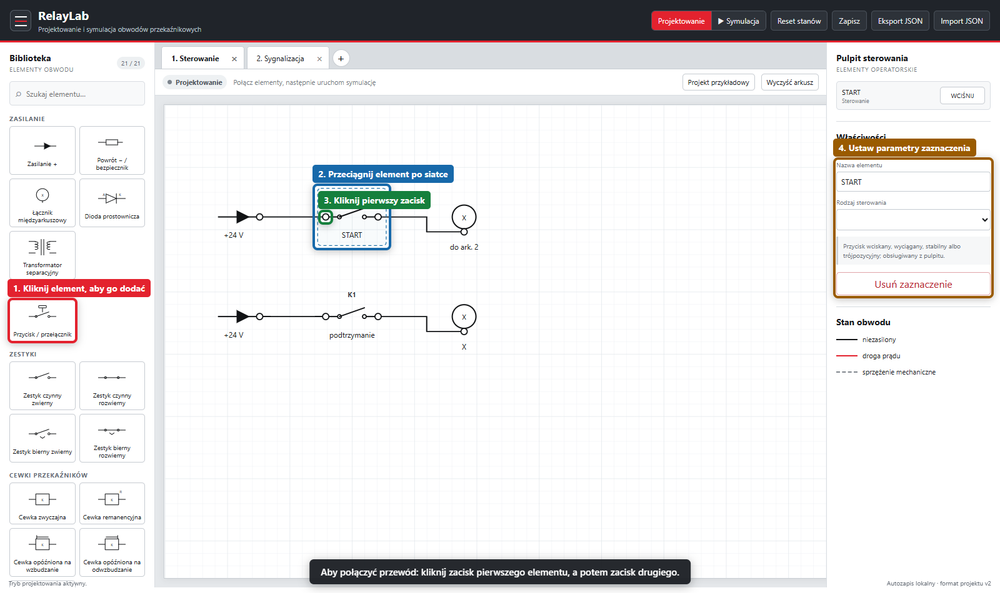 RelayLab
Projektowanie i symulacja obwodów przekaźnikowych
Projektowanie
▶ Symulacja
Reset stanów
Zapisz
Eksport JSON
Import JSON
Biblioteka
ELEMENTY OBWODU
21 / 21
Szukaj elementu...
ZASILANIE
Zasilanie +
Powrót − /
bezpiecznik
X
Łącznik
międzyarkuszowy
A
K
Dioda prostownicza
Transformator
separacyjny
1. Kliknij element, aby go dodać
Przycisk / przełącznik
ZESTYKI
Zestyk czynny
zwierny
Zestyk czynny
rozwierny
Zestyk bierny zwierny
Zestyk bierny
rozwierny
CEWKI PRZEKAŹNIKÓW
K
Cewka zwyczajna
K
R
Cewka remanencyjna
K
Cewka opóźniona na
wzbudzanie
K
Cewka opóźniona na
odwzbudzanie
Tryb projektowania aktywny.
1. Sterowanie ×
2. Sygnalizacja ×
+
Projektowanie
Połącz elementy, następnie uruchom symulację
Projekt przykładowy
Wyczyść arkusz
2. Przeciągnij element po siatce
3. Kliknij pierwszy zacisk
+24 V
START
X
do ark. 2
K1
+24 V
podtrzymanie
X
X
Aby połączyć przewód: kliknij zacisk pierwszego elementu, a potem zacisk drugiego.
Pulpit sterowania
ELEMENTY OPERATORSKIE
START
Sterowanie
WCIŚNIJ
Właściwości
4. Ustaw parametry zaznaczenia
Nazwa elementu
START
Rodzaj sterowania
Przycisk wciskany, wyciągany, stabilny albo
trójpozycyjny; obsługiwany z pulpitu.
Usuń zaznaczenie
Stan obwodu
niezasilony
droga prądu
sprzężenie mechaniczne
Autozapis lokalny · format projektu v2